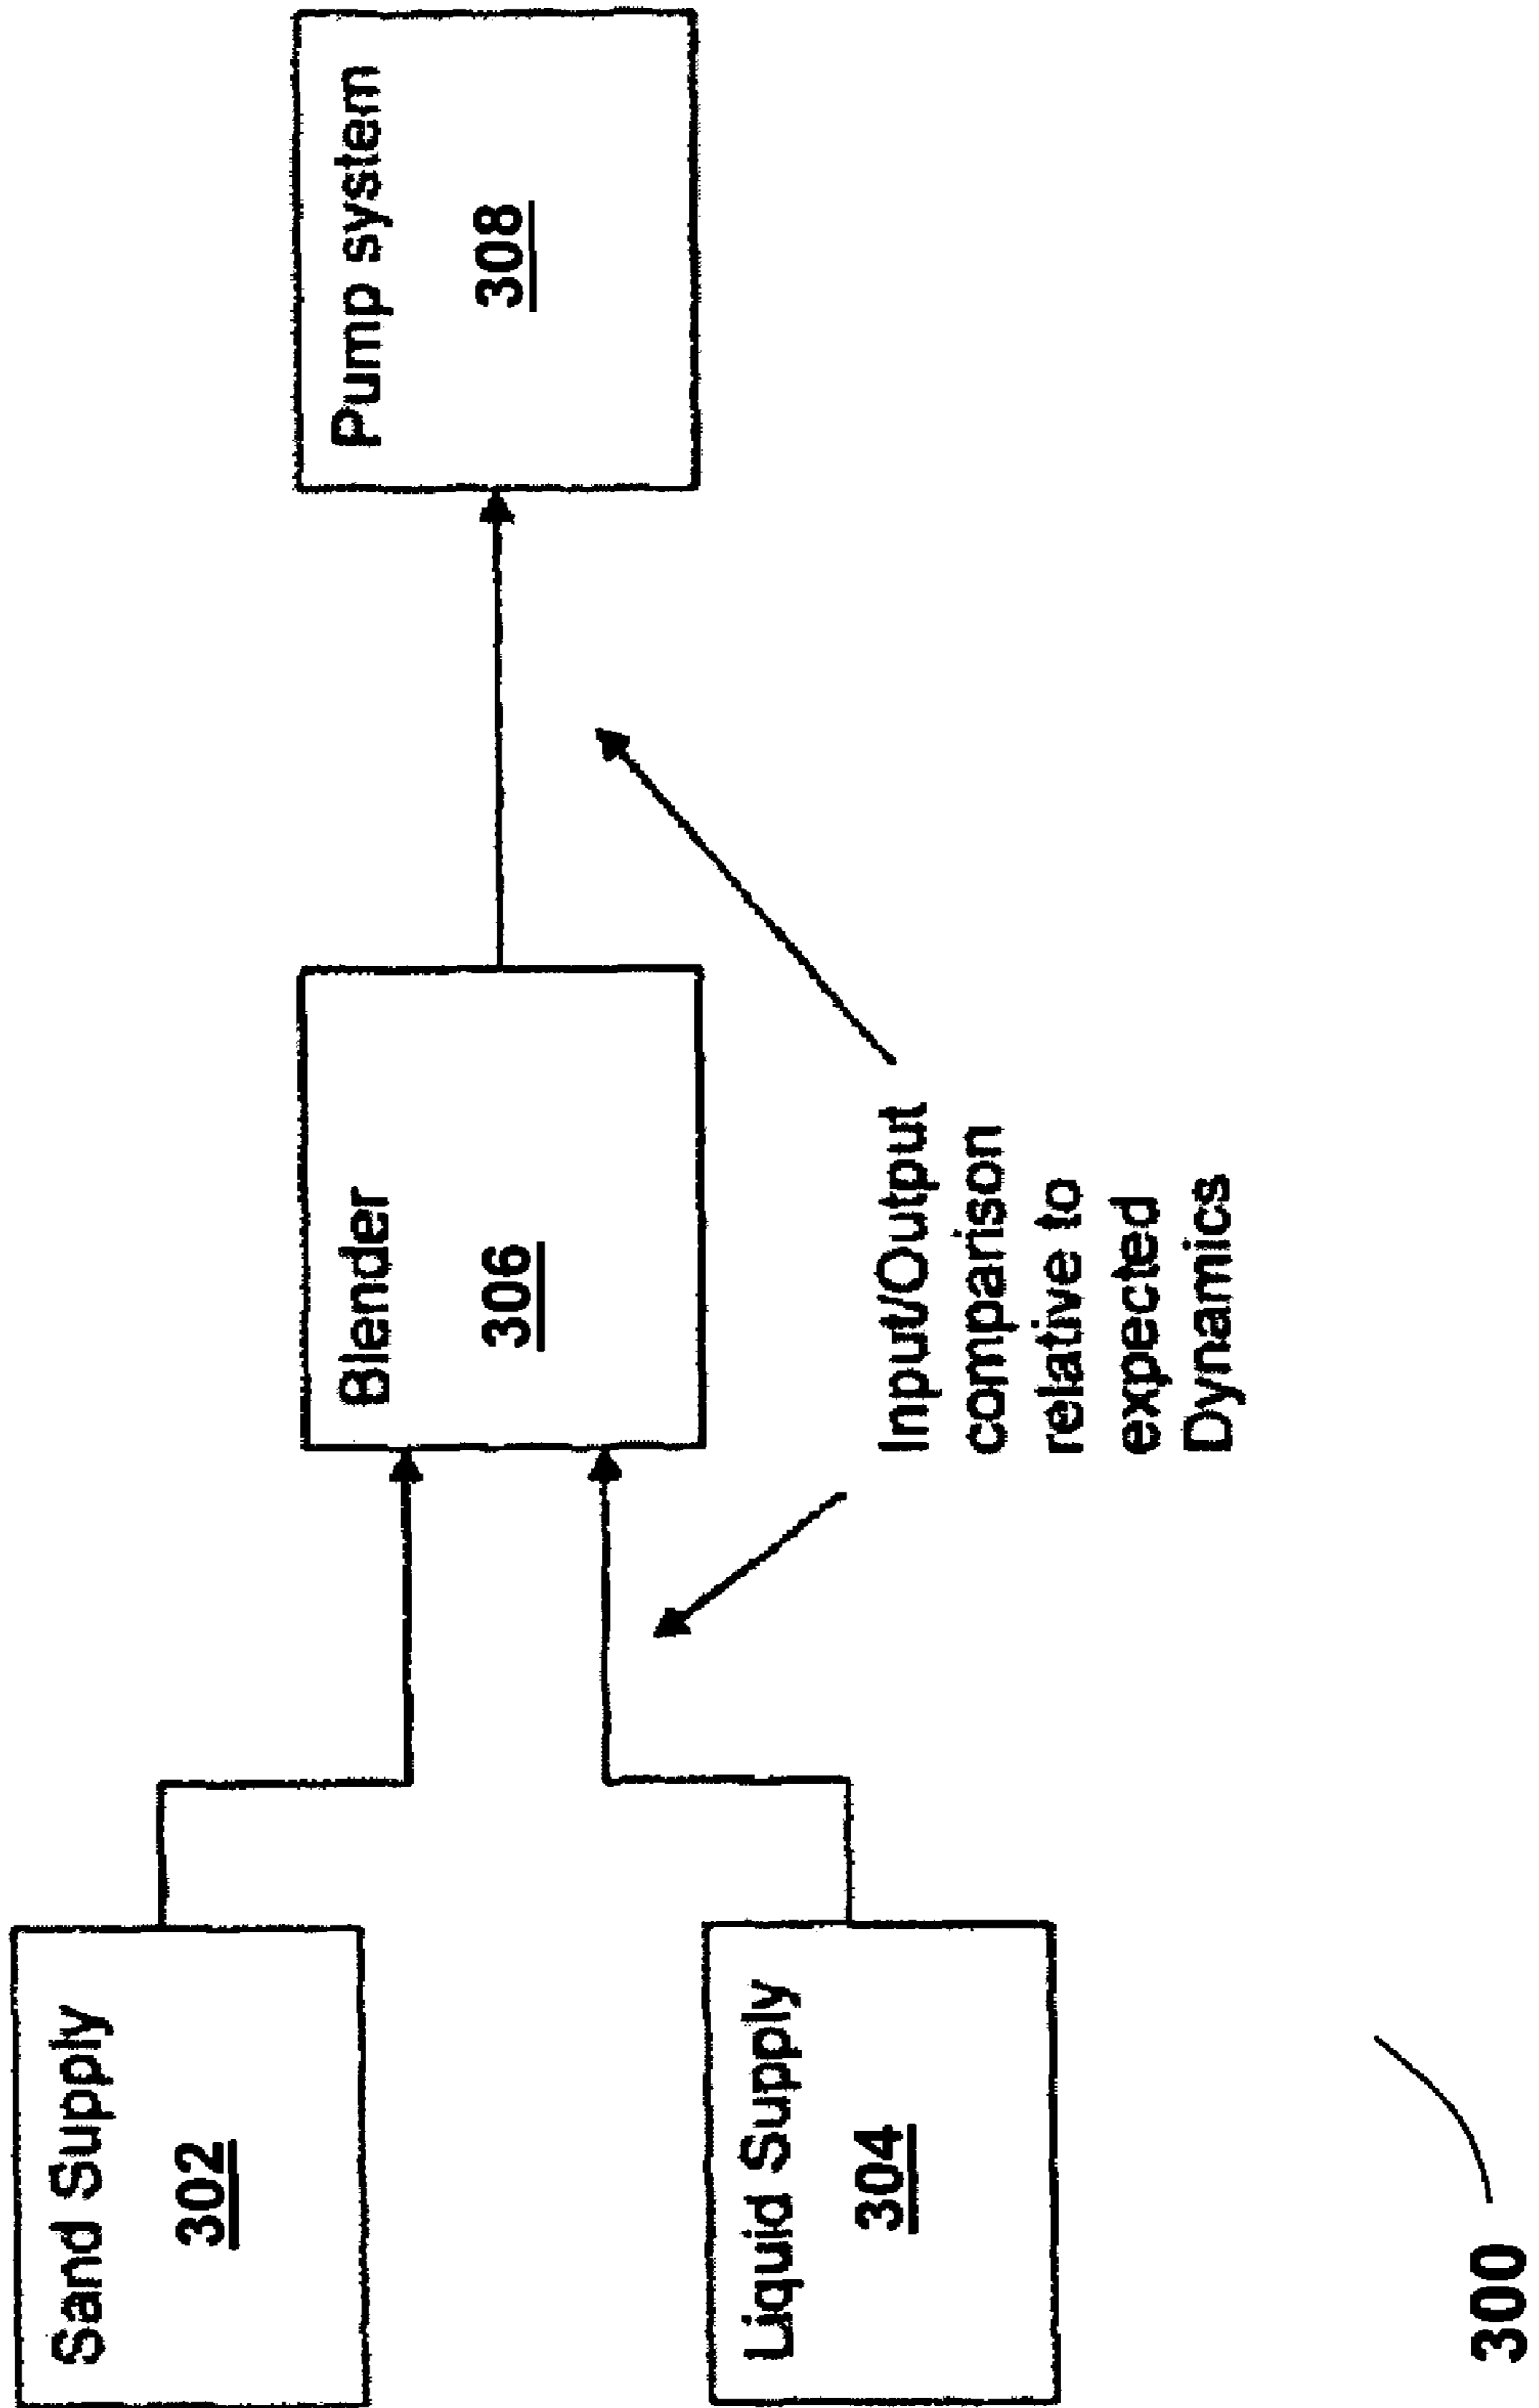 Sand Supply
302
Liquid Supply
304
Blender
306
Pump system
308
Input/Output
comparison
relative to
expected
Dynamics
300